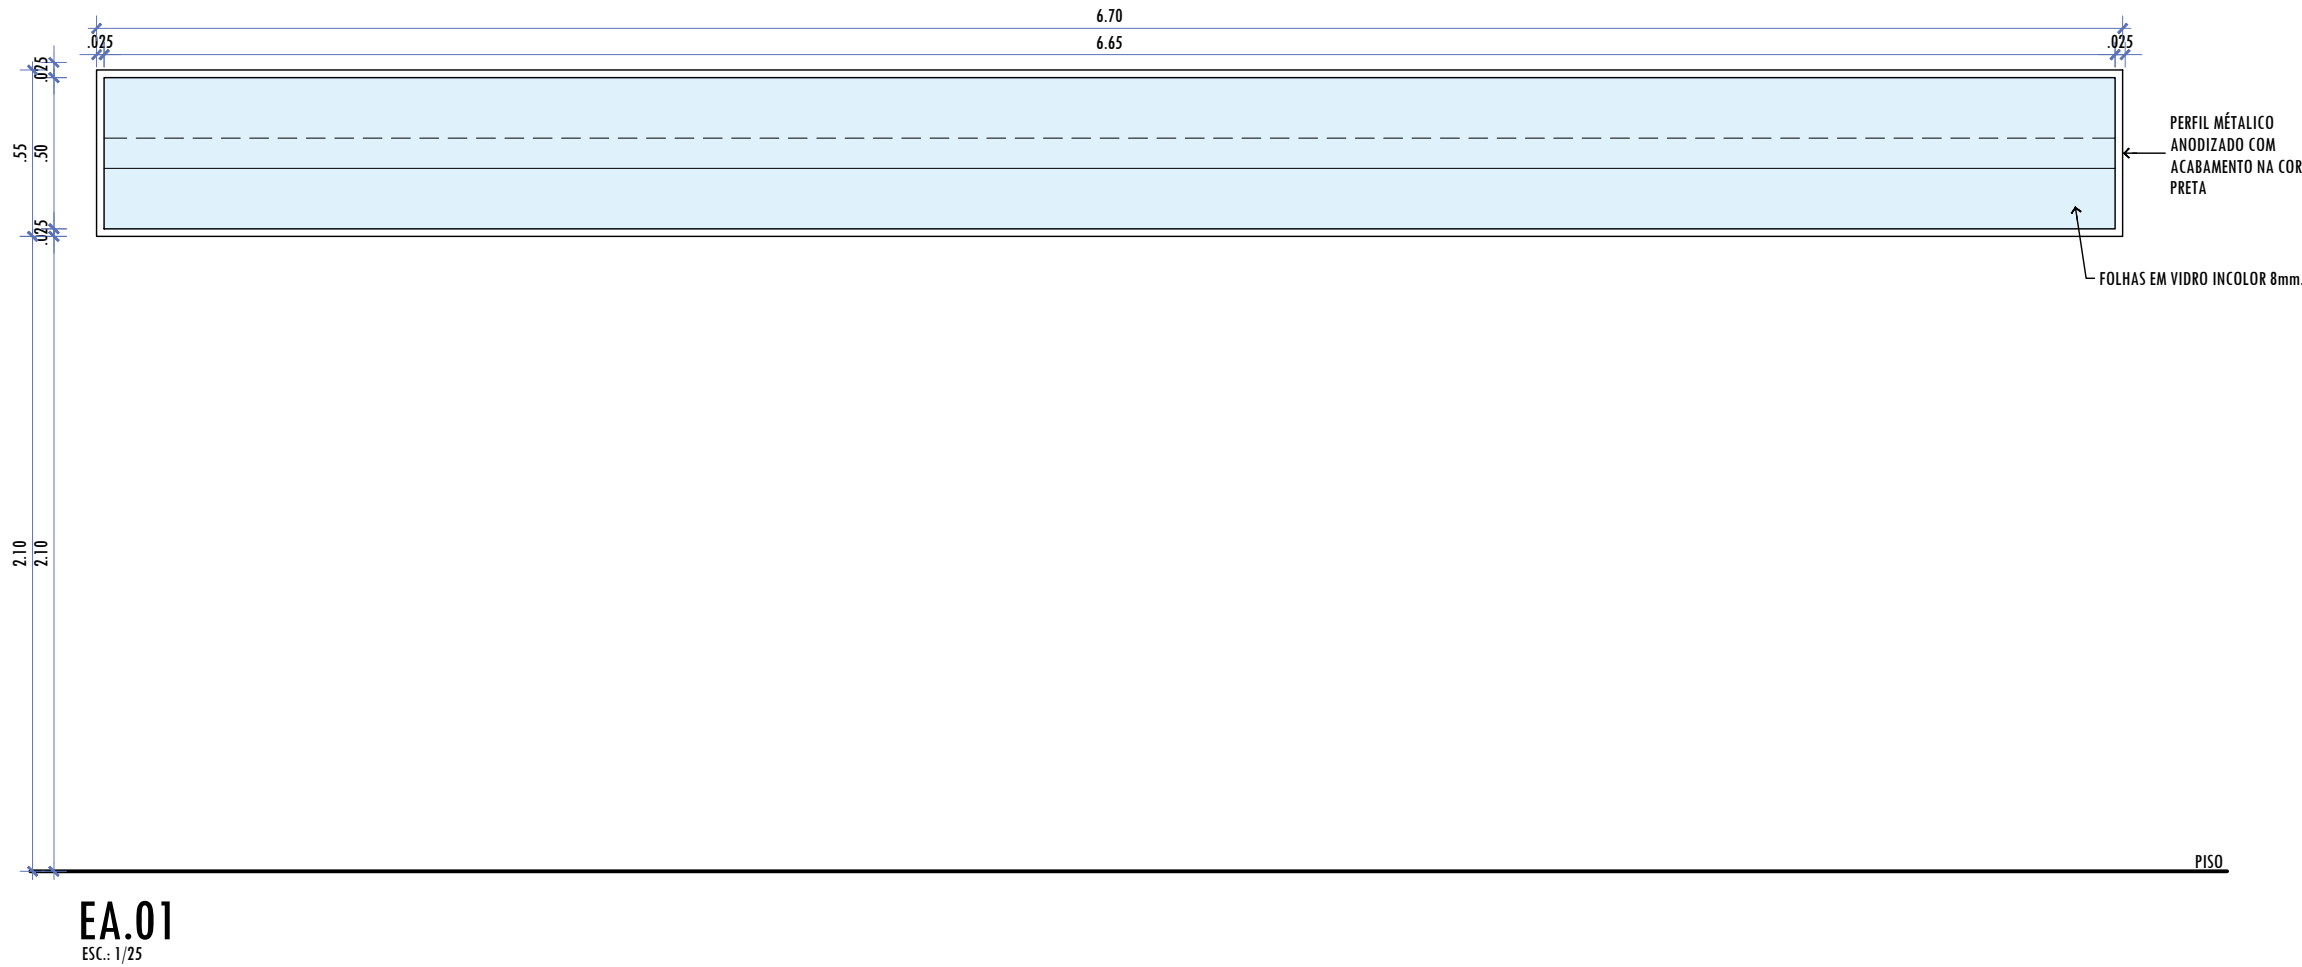 6.70
.025
6.65
.025
.025
.55
.50
.025
PERFIL MÉTALICO
ANODIZADO COM
ACABAMENTO NA COR
PRETA
FOLHAS EM VIDRO INCOLOR 8mm.
2.10
2.10
PISO
EA.01
ESC.: 1/25